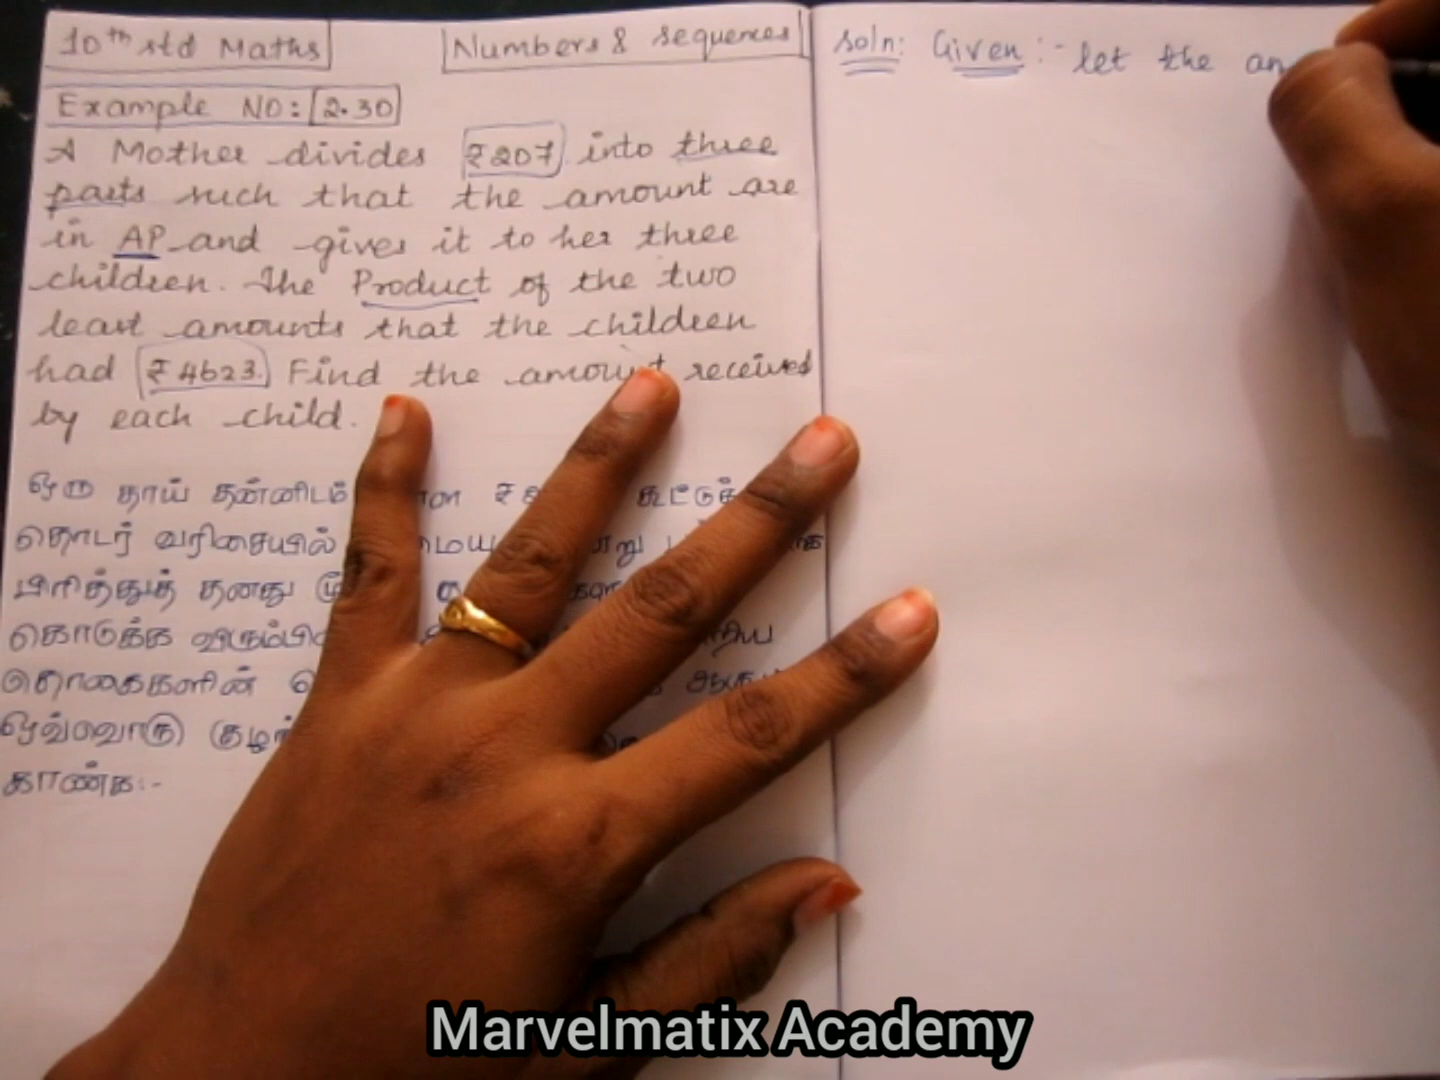 10th std Maths
Numbers & sequences
Example NO: 2.30
A Mother divides ₹207 into three
parts such that the amount are
in AP and gives it to her three
children. The Product of the two
least amounts that the children
had ₹4623. Find the amount received
by each child.
ஒரு தாய் தன்னிடம் ₹ கூட்டுத்
தொடர் வரிசையில்
பிரித்துத் தனது
கொடுக்க
தொகைகளின்
ஒவ்வொரு
காண்க:-
soln: Given:- let the
Marvelmatix Academy